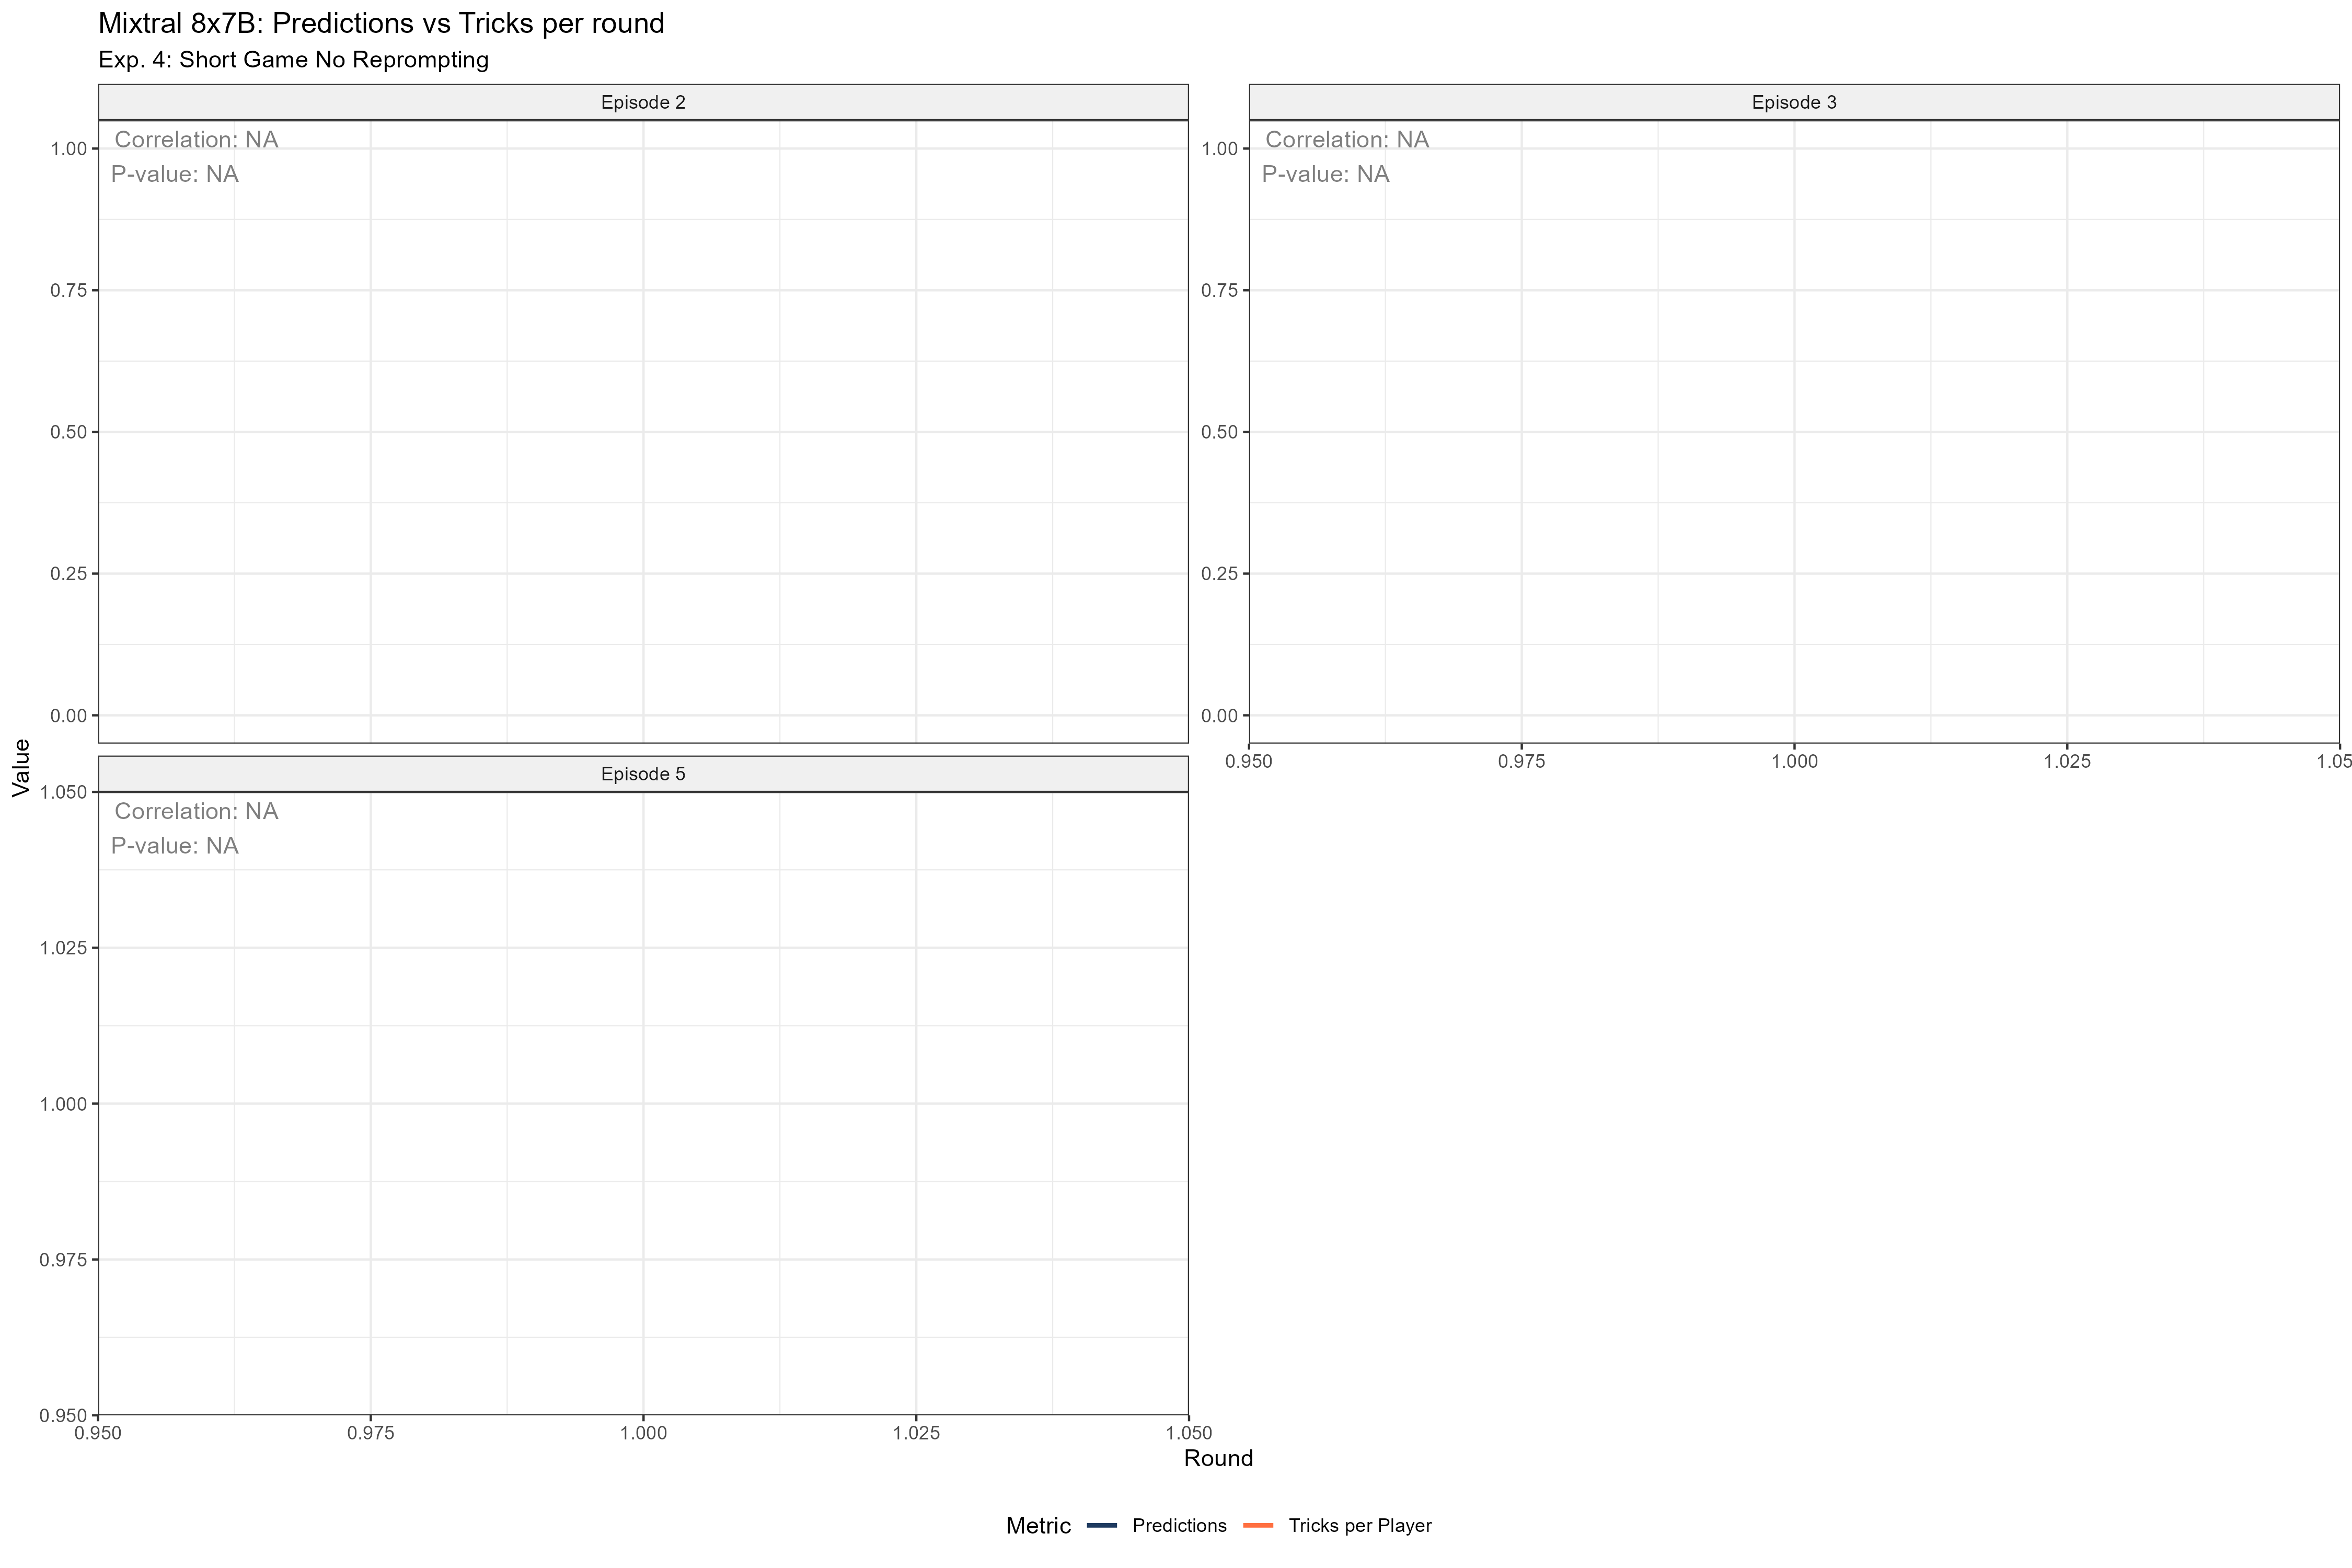 Mixtral 8x7B: Predictions vs Tricks per round
Exp. 4: Short Game No Reprompting
Episode 2
Correlation: NA
P-value: NA
1.00
0.75
0.50
0.25
0.00
Episode 3
Correlation: NA
P-value: NA
1.00
0.75
0.50
0.25
0.00
0.950 0.975 1.000 1.025 1.05
Value
Episode 5
Correlation: NA
P-value: NA
1.050
1.025
1.000
0.975
0.950
0.950 0.975 1.000 1.025 1.050
Round
Metric Predictions Tricks per Player